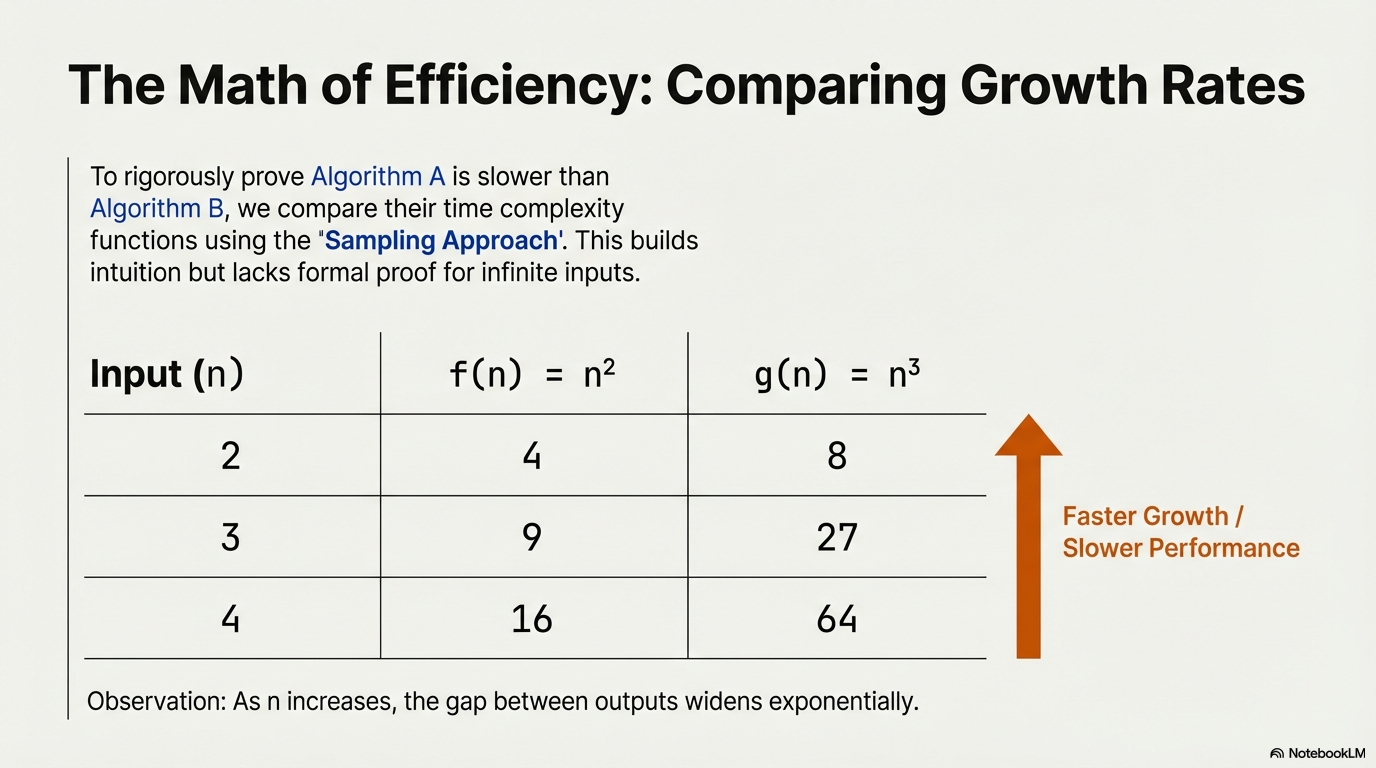 The Math of Efficiency: Comparing Growth Rates
To rigorously prove Algorithm A is slower than
Algorithm B, we compare their time complexity
functions using the "Sampling Approach'. This builds
intuition but lacks formal proof for infinite inputs.
Input (n) f(n) = n² g(n) = n³
2 4 8
3 9 27
4 16 64
Faster Growth /
Slower Performance
Observation: As n increases, the gap between outputs widens exponentially.
NotebookLM